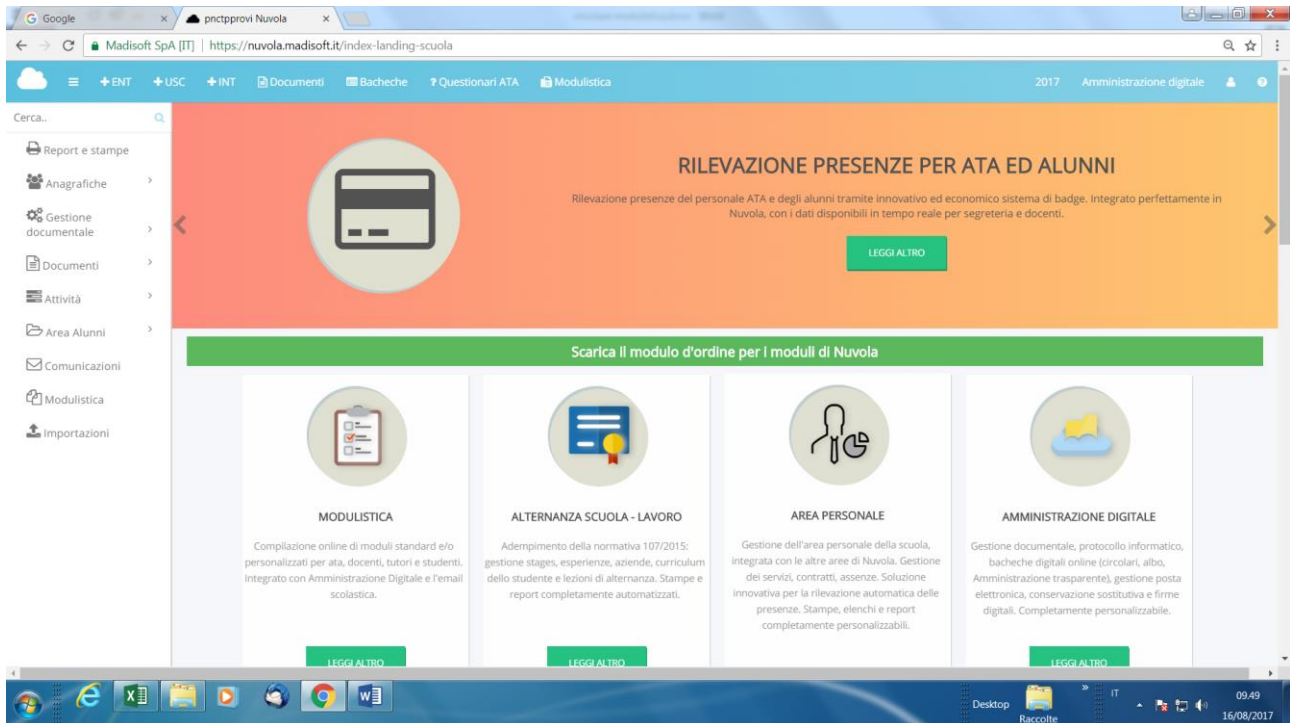 Google
pnctpprovi Nuvola
Madisoft SpA [IT] | https://nuvola.madisoft.it/index-landing-scuola
+ENT +USC +INT Documenti Bacheche ? Questionari ATA Modulistica 2017 Amministrazione digitale
Cerca..
Report e stampe
Anagrafiche
Gestione
documentale
Documenti
Attività
Area Alunni
Comunicazioni
Modulistica
Importazioni
RILEVAZIONE PRESENZE PER ATA ED ALUNNI
Rilevazione presenze del personale ATA e degli alunni tramite innovativo ed economico sistema di badge. Integrato perfettamente in
Nuvola, con i dati disponibili in tempo reale per segreteria e docenti.
LEGGI ALTRO
Scarica il modulo d'ordine per i moduli di Nuvola
MODULISTICA
Compilazione online di moduli standard e/o
personalizzati per ata, docenti, tutori e studenti.
Integrato con Amministrazione Digitale e l'email
scolastica.
LEGGI ALTRO
ALTERNANZA SCUOLA - LAVORO
Adempimento della normativa 107/2015:
gestione stages, esperienze, aziende, curriculum
dello studente e lezioni di alternanza. Stampe e
report completamente automatizzati.
LEGGI ALTRO
AREA PERSONALE
Gestione dell'area personale della scuola,
integrata con le altre aree di Nuvola. Gestione
dei servizi, contratti, assenze. Soluzione
innovativa per la rilevazione automatica delle
presenze. Stampe, elenchi e report
completamente personalizzabili.
AMMINISTRAZIONE DIGITALE
Gestione documentale, protocollo informatico,
bacheche digitali online (circolari, albo,
Amministrazione trasparente), gestione posta
elettronica, conservazione sostitutiva e firme
digitali. Completamente personalizzabile.
LEGGI ALTRO
Desktop
Raccolte
IT
09.49
16/08/2017